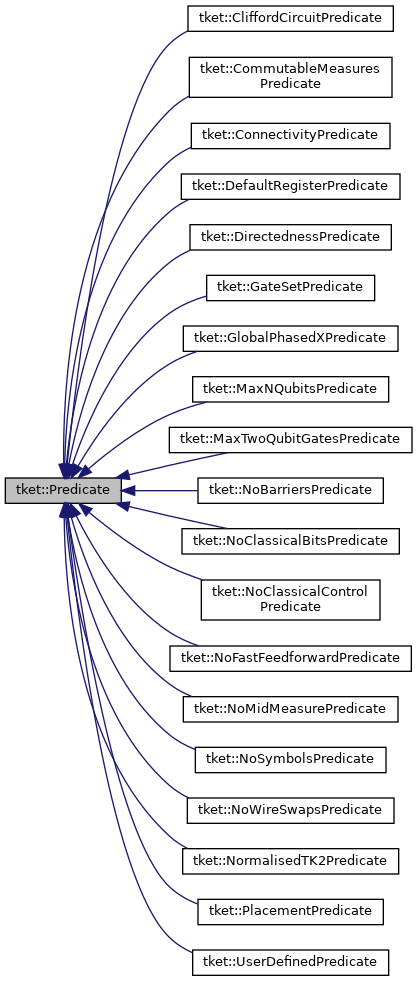 tket::CliffordCircuitPredicate
tket::CommutableMeasures
Predicate
tket::ConnectivityPredicate
tket::DefaultRegisterPredicate
tket::DirectednessPredicate
tket::GateSetPredicate
tket::GlobalPhasedXPredicate
tket::MaxNQubitsPredicate
tket::MaxTwoQubitGatesPredicate
tket::Predicate
tket::NoBarriersPredicate
tket::NoClassicalBitsPredicate
tket::NoClassicalControl
Predicate
tket::NoFastFeedforwardPredicate
tket::NoMidMeasurePredicate
tket::NoSymbolsPredicate
tket::NoWireSwapsPredicate
tket::NormalisedTK2Predicate
tket::PlacementPredicate
tket::UserDefinedPredicate